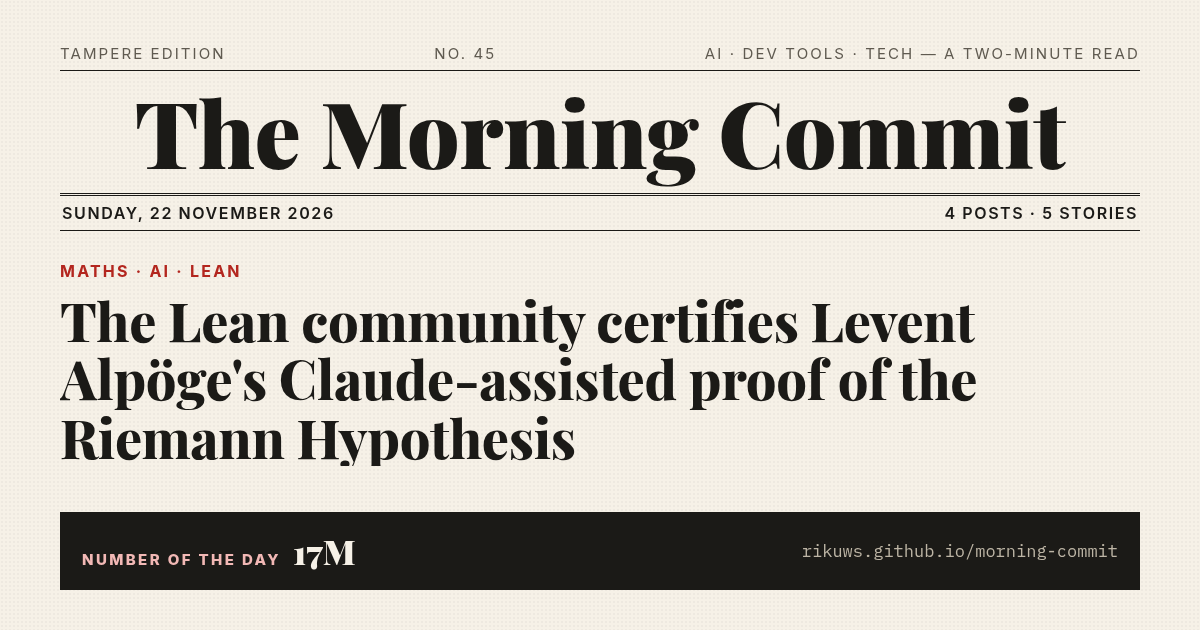 TAMPERE EDITION
NO. 45
AI · DEV TOOLS · TECH — A TWO-MINUTE READ
The Morning Commit
SUNDAY, 22 NOVEMBER 2026
4 POSTS · 5 STORIES
MATHS · AI · LEAN
The Lean community certifies Levent
Alpöge's Claude-assisted proof of the
Riemann Hypothesis
NUMBER OF THE DAY 17M
rikuws.github.io/morning-commit